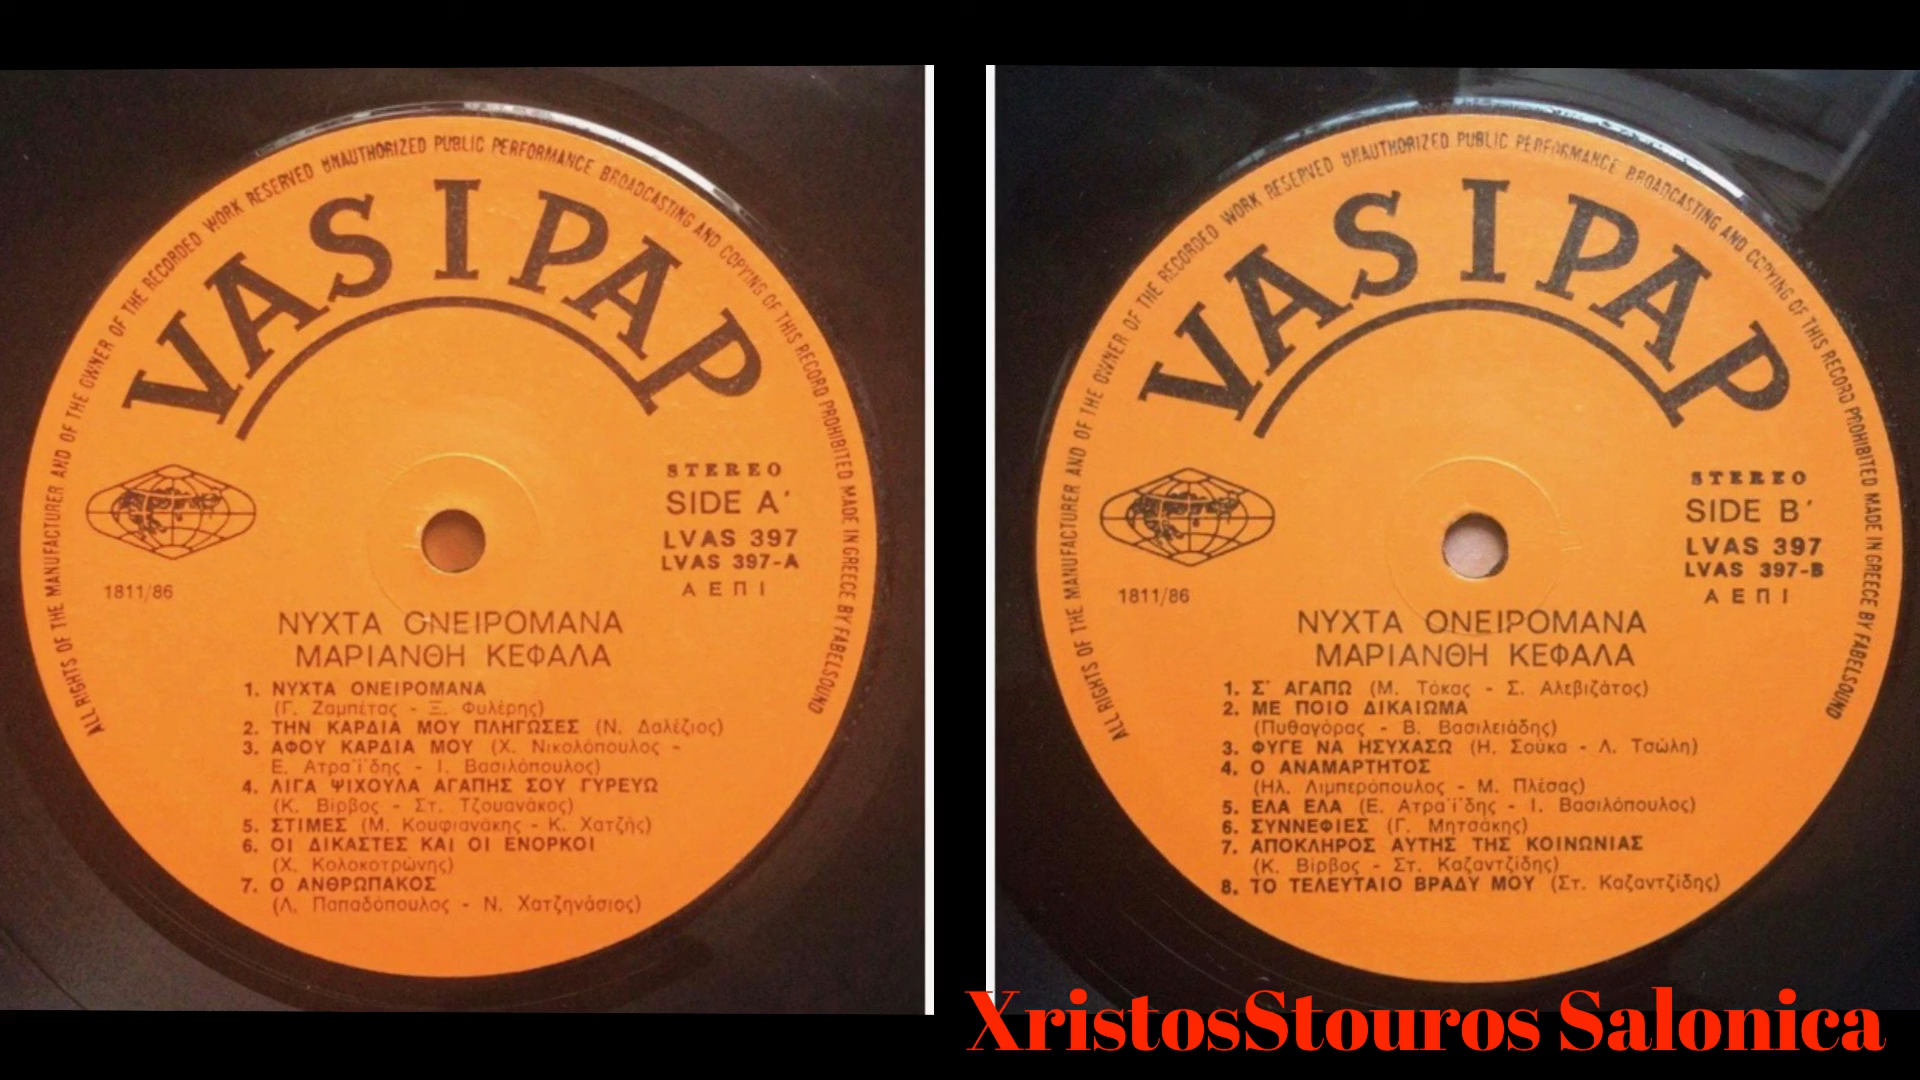 ALL RIGHTS OF THE MANUFACTURER AND OF THE OWNER OF THE RECORDED WORK RESERVED UNAUTHORIZED PUBLIC PERFORMANCE BROADCASTING AND COPYING OF THIS RECORD PROHIBITED MADE IN GREECE BY FABELSOUND
VASIPAP
STEREO
SIDE A'
LVAS 397
LVAS 397-A
ΑΕΠΙ
1811/86
ΝΥΧΤΑ ΟΝΕΙΡΟΜΑΝΑ
ΜΑΡΙΑΝΘΗ ΚΕΦΑΛΑ
1. ΝΥΧΤΑ ΟΝΕΙΡΟΜΑΝΑ
(Γ. Ζαμπέτας - Ξ. Φυλέρης)
2. ΤΗΝ ΚΑΡΔΙΑ ΜΟΥ ΠΛΗΓΩΣΕΣ (Ν. Δαλέζιος)
3. ΑΦΟΥ ΚΑΡΔΙΑ ΜΟΥ (Χ. Νικολόπουλος -
Ε. Ατραΐδης - Ι. Βασιλόπουλος)
4. ΛΙΓΑ ΨΙΧΟΥΛΑ ΑΓΑΠΗΣ ΣΟΥ ΓΥΡΕΥΩ
(Κ. Βίρβος - Στ. Τζουανάκος)
5. ΣΤΙΜΕΣ (Μ. Κουφιανάκης - Κ. Χατζής)
6. ΟΙ ΔΙΚΑΣΤΕΣ ΚΑΙ ΟΙ ΕΝΟΡΚΟΙ
(Χ. Κολοκοτρώνης)
7. Ο ΑΝΘΡΩΠΑΚΟΣ
(Λ. Παπαδόπουλος - Ν. Χατζηνάσιος)
ALL RIGHTS OF THE MANUFACTURER AND OF THE OWNER OF THE RECORDED WORK RESERVED UNAUTHORIZED PUBLIC PERFORMANCE BROADCASTING AND COPYING OF THIS RECORD PROHIBITED MADE IN GREECE BY FABELSOUND
VASIPAP
STEREO
SIDE B'
LVAS 397
LVAS 397-B
ΑΕΠΙ
1811/86
ΝΥΧΤΑ ΟΝΕΙΡΟΜΑΝΑ
ΜΑΡΙΑΝΘΗ ΚΕΦΑΛΑ
1. Σ' ΑΓΑΠΩ (Μ. Τόκας - Σ. Αλεβιζάτος)
2. ΜΕ ΠΟΙΟ ΔΙΚΑΙΩΜΑ
(Πυθαγόρας - Β. Βασιλειάδης)
3. ΦΥΓΕ ΝΑ ΗΣΥΧΑΣΩ (Η. Σούκα - Λ. Τσώλη)
4. Ο ΑΝΑΜΑΡΤΗΤΟΣ
(Ηλ. Λιμπερόπουλος - Μ. Πλέσας)
5. ΕΛΑ ΕΛΑ (Ε. Ατραΐδης - Ι. Βασιλόπουλος)
6. ΣΥΝΝΕΦΙΕΣ (Γ. Μητσάκης)
7. ΑΠΟΚΛΗΡΟΣ ΑΥΤΗΣ ΤΗΣ ΚΟΙΝΩΝΙΑΣ
(Κ. Βίρβος - Στ. Καζαντζίδης)
8. ΤΟ ΤΕΛΕΥΤΑΙΟ ΒΡΑΔΥ ΜΟΥ (Στ. Καζαντζίδης)
XristosStouros Salonica